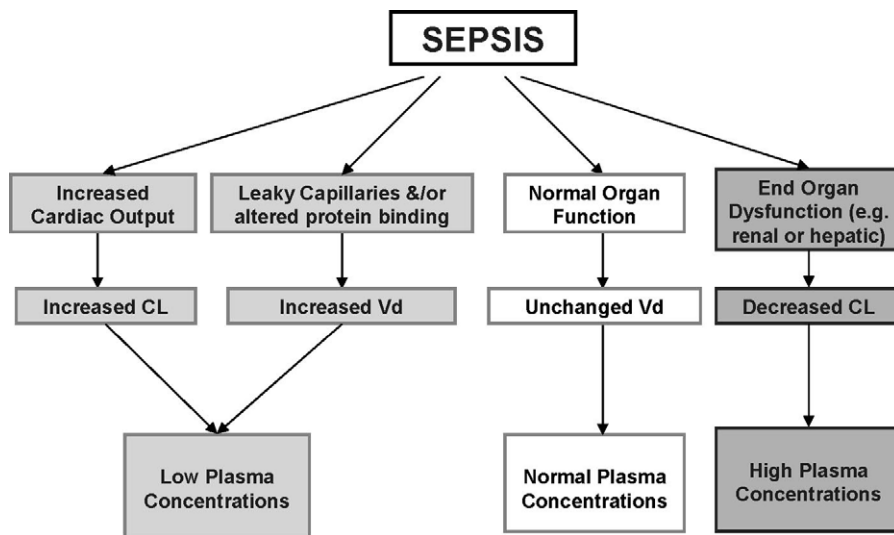 SEPSIS
Increased
Cardiac Output
Leaky Capillaries &/or
altered protein binding
Normal Organ
Function
End Organ
Dysfunction (e.g.
renal or hepatic)
Increased CL
Increased Vd
Unchanged Vd
Decreased CL
Low Plasma
Concentrations
Normal Plasma
Concentrations
High Plasma
Concentrations